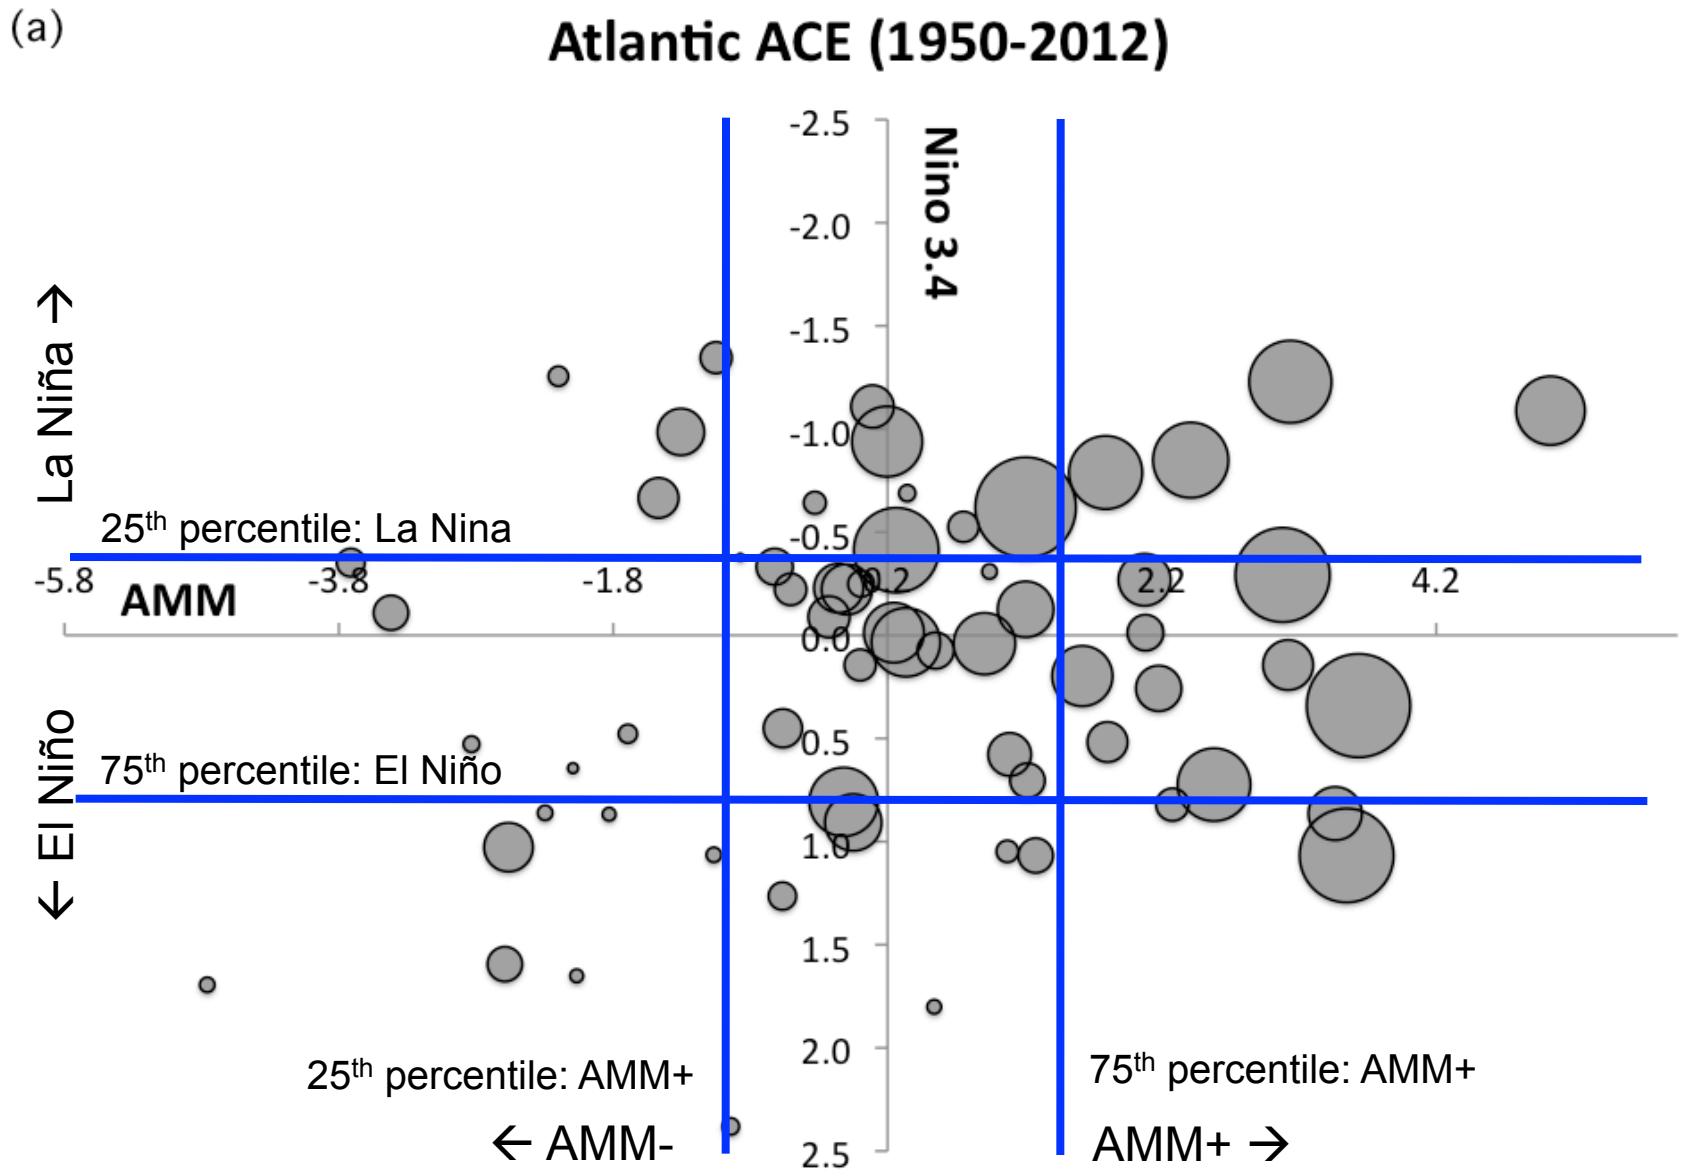 (a)
Atlantic ACE (1950-2012)
-2.5
Nino 3.4
-2.0
-1.5
-1.0
-0.5
La Niña →
25th percentile: La Nina
-5.8 -3.8 -1.8 0.2 2.2 4.2
AMM
0.0
0.5
← El Niño
75th percentile: El Niño
1.0
1.5
2.0
25th percentile: AMM+
75th percentile: AMM+
← AMM-
2.5
AMM+ →